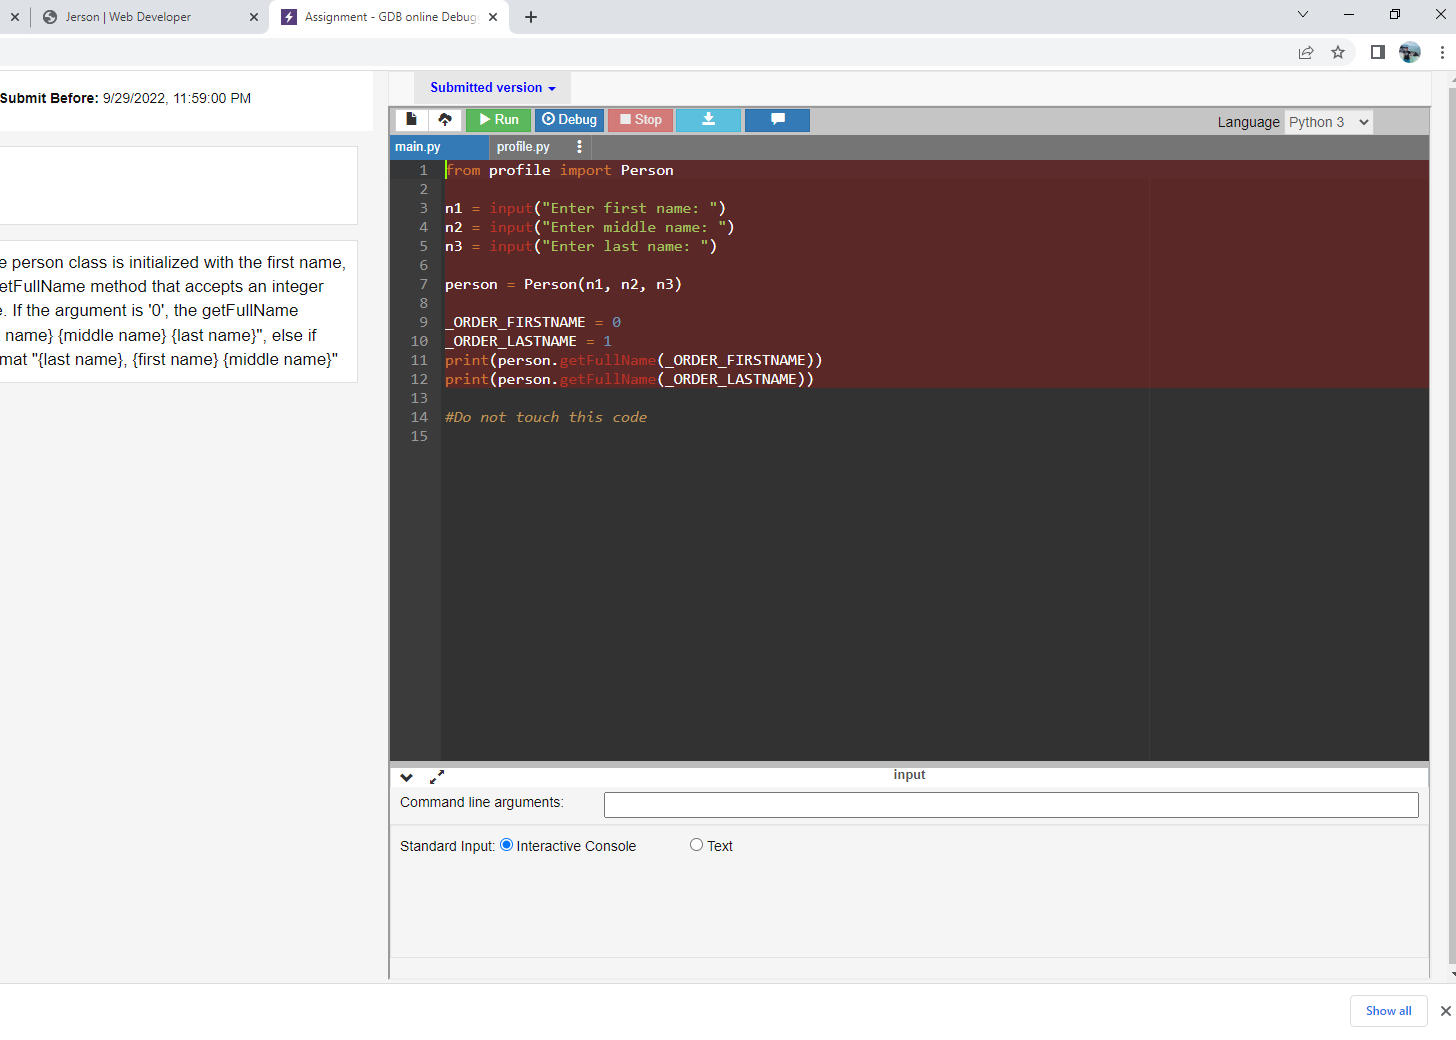 Jerson | Web Developer
Assignment - GDB online Debug
Submit Before: 9/29/2022, 11:59:00 PM
e person class is initialized with the first name,
etFullName method that accepts an integer
e. If the argument is '0', the getFullName
name} {middle name} {last name}", else if
mat "{last name}, {first name} {middle name}"
Submitted version
Run Debug Stop
Language Python 3
main.py profile.py
1 from profile import Person
2
3 n1 = input("Enter first name: ")
4 n2 = input("Enter middle name: ")
5 n3 = input("Enter last name: ")
6
7 person = Person(n1, n2, n3)
8
9 _ORDER_FIRSTNAME = 0
10 _ORDER_LASTNAME = 1
11 print(person.getFullName(_ORDER_FIRSTNAME))
12 print(person.getFullName(_ORDER_LASTNAME))
13
14 #Do not touch this code
15
input
Command line arguments:
Standard Input: Interactive Console Text
Show all